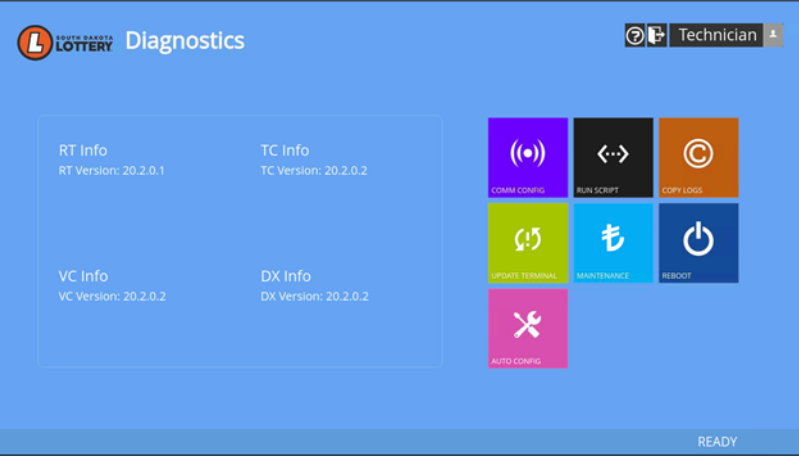 SOUTH DAKOTA
LOTTERY
Diagnostics
Technician
RT Info
RT Version: 20.2.0.1
TC Info
TC Version: 20.2.0.2
VC Info
VC Version: 20.2.0.2
DX Info
DX Version: 20.2.0.2
COMM CONFIG
RUN SCRIPT
COPY LOGS
UPDATE TERMINAL
MAINTENANCE
REBOOT
AUTO CONFIG
READY